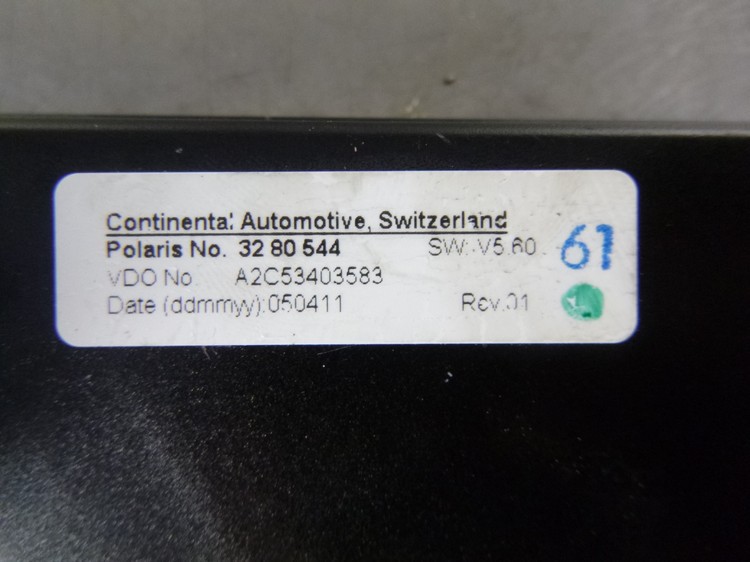 Continental Automotive, Switzerland
Polaris No. 32 80 544 SW: V5.60
VDO No. A2C53403583
Date (ddmmyy):050411 Rev.01
61